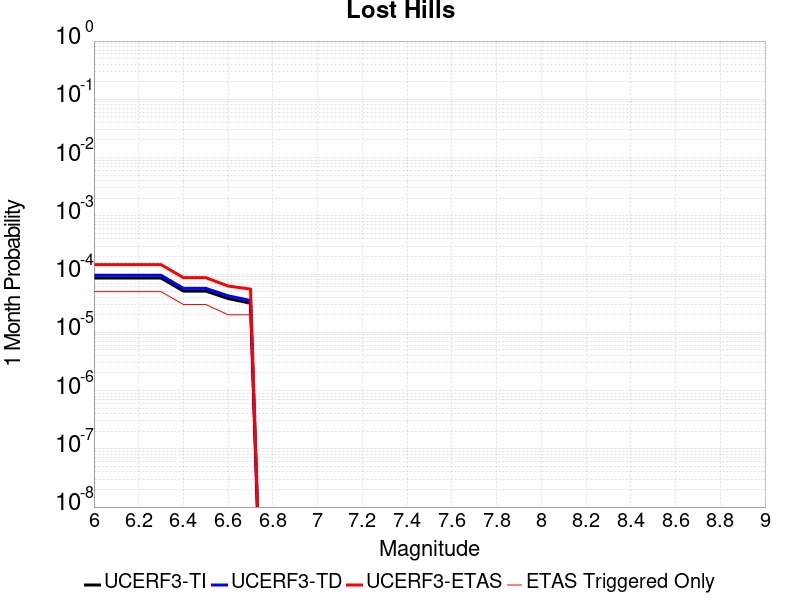 Lost Hills
10^0
10^-1
10^-2
10^-3
10^-4
10^-5
10^-6
10^-7
10^-8
1 Month Probability
6 6.2 6.4 6.6 6.8 7 7.2 7.4 7.6 7.8 8 8.2 8.4 8.6 8.8 9
Magnitude
UCERF3-TI UCERF3-TD UCERF3-ETAS ETAS Triggered Only